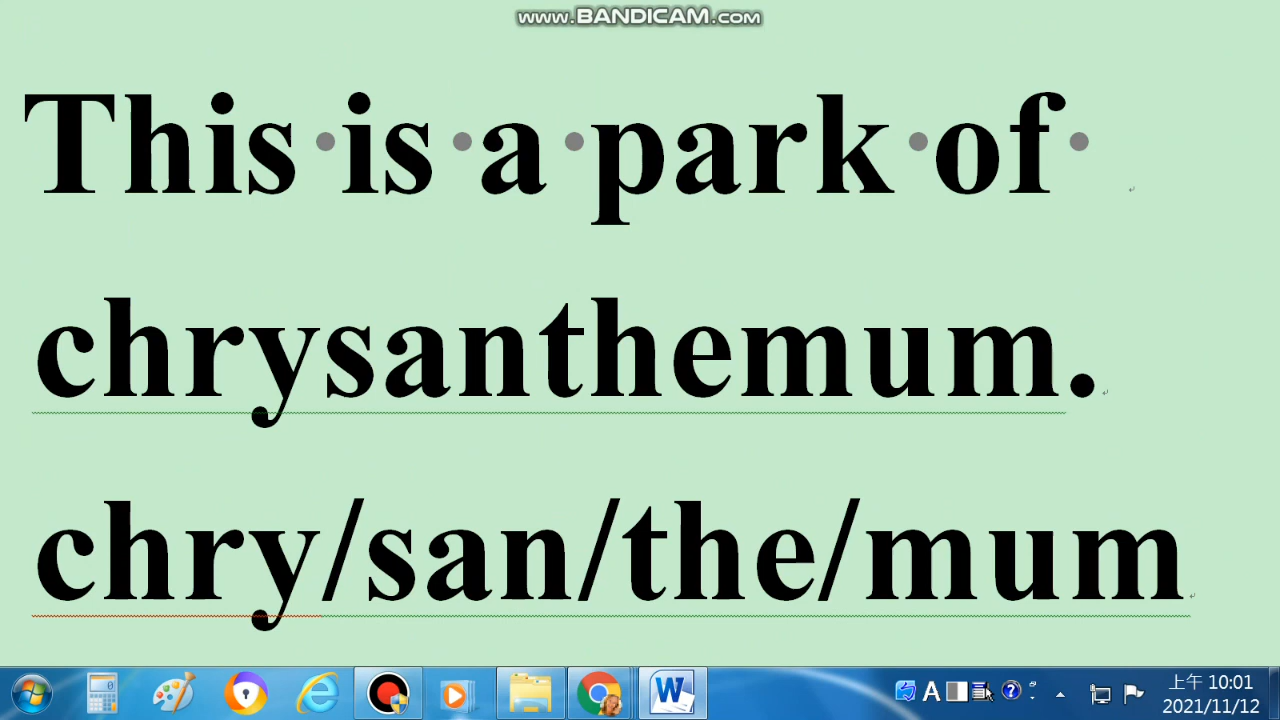 www.BANDICAM.com
This is a park of
chrysanthemum.
chry/san/the/mum
A
上午 10:01
2021/11/12